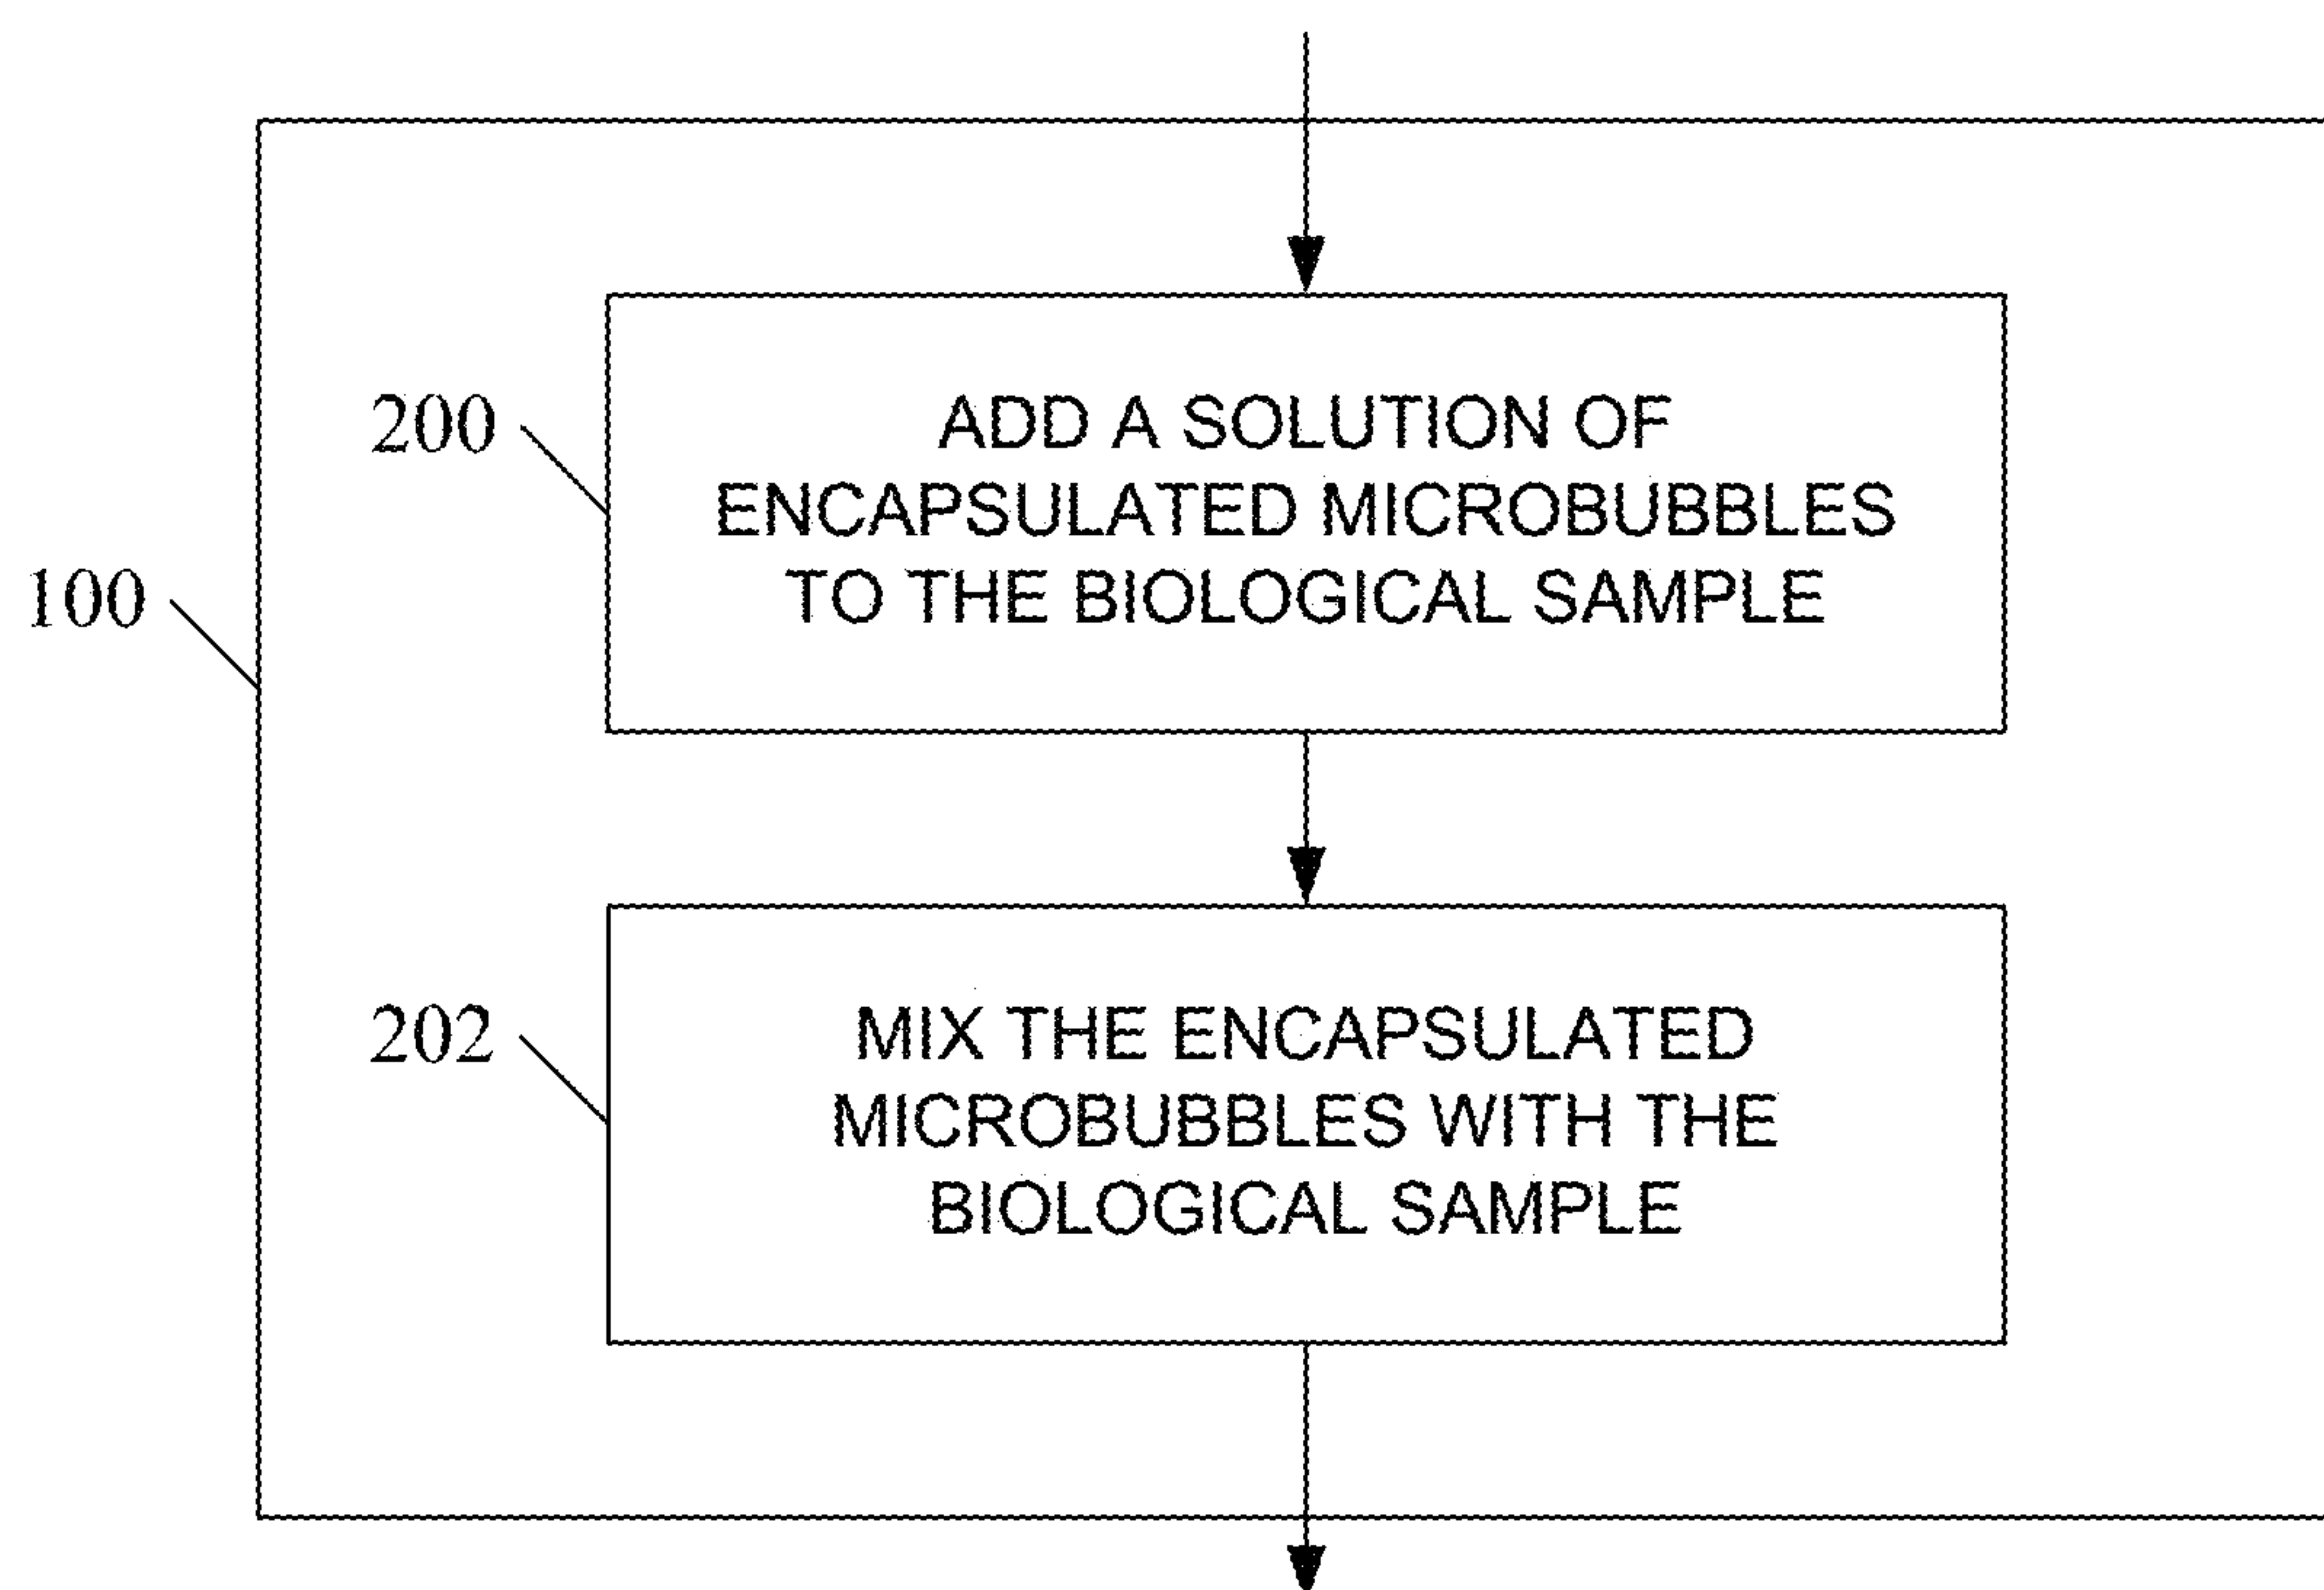 200
ADD A SOLUTION OF
ENCAPSULATED MICROBUBBLES
TO THE BIOLOGICAL SAMPLE
100
202
MIX THE ENCAPSULATED
MICROBUBBLES WITH THE
BIOLOGICAL SAMPLE